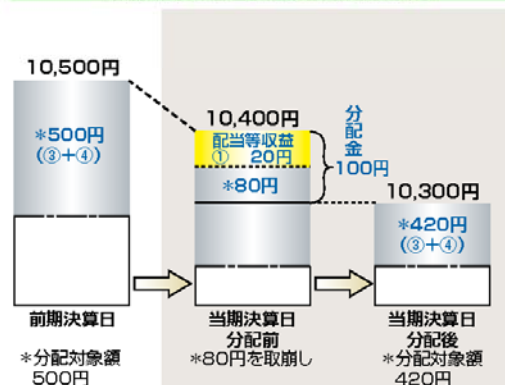 10,500円
*500円
(③+④)
前期決算日
*分配対象額
500円
10,400円
配当等収益
① 20円
*80円
分配金
100円
当期決算日
分配前
*80円を取崩し
10,300円
*420円
(③+④)
当期決算日
分配後
*分配対象額
420円